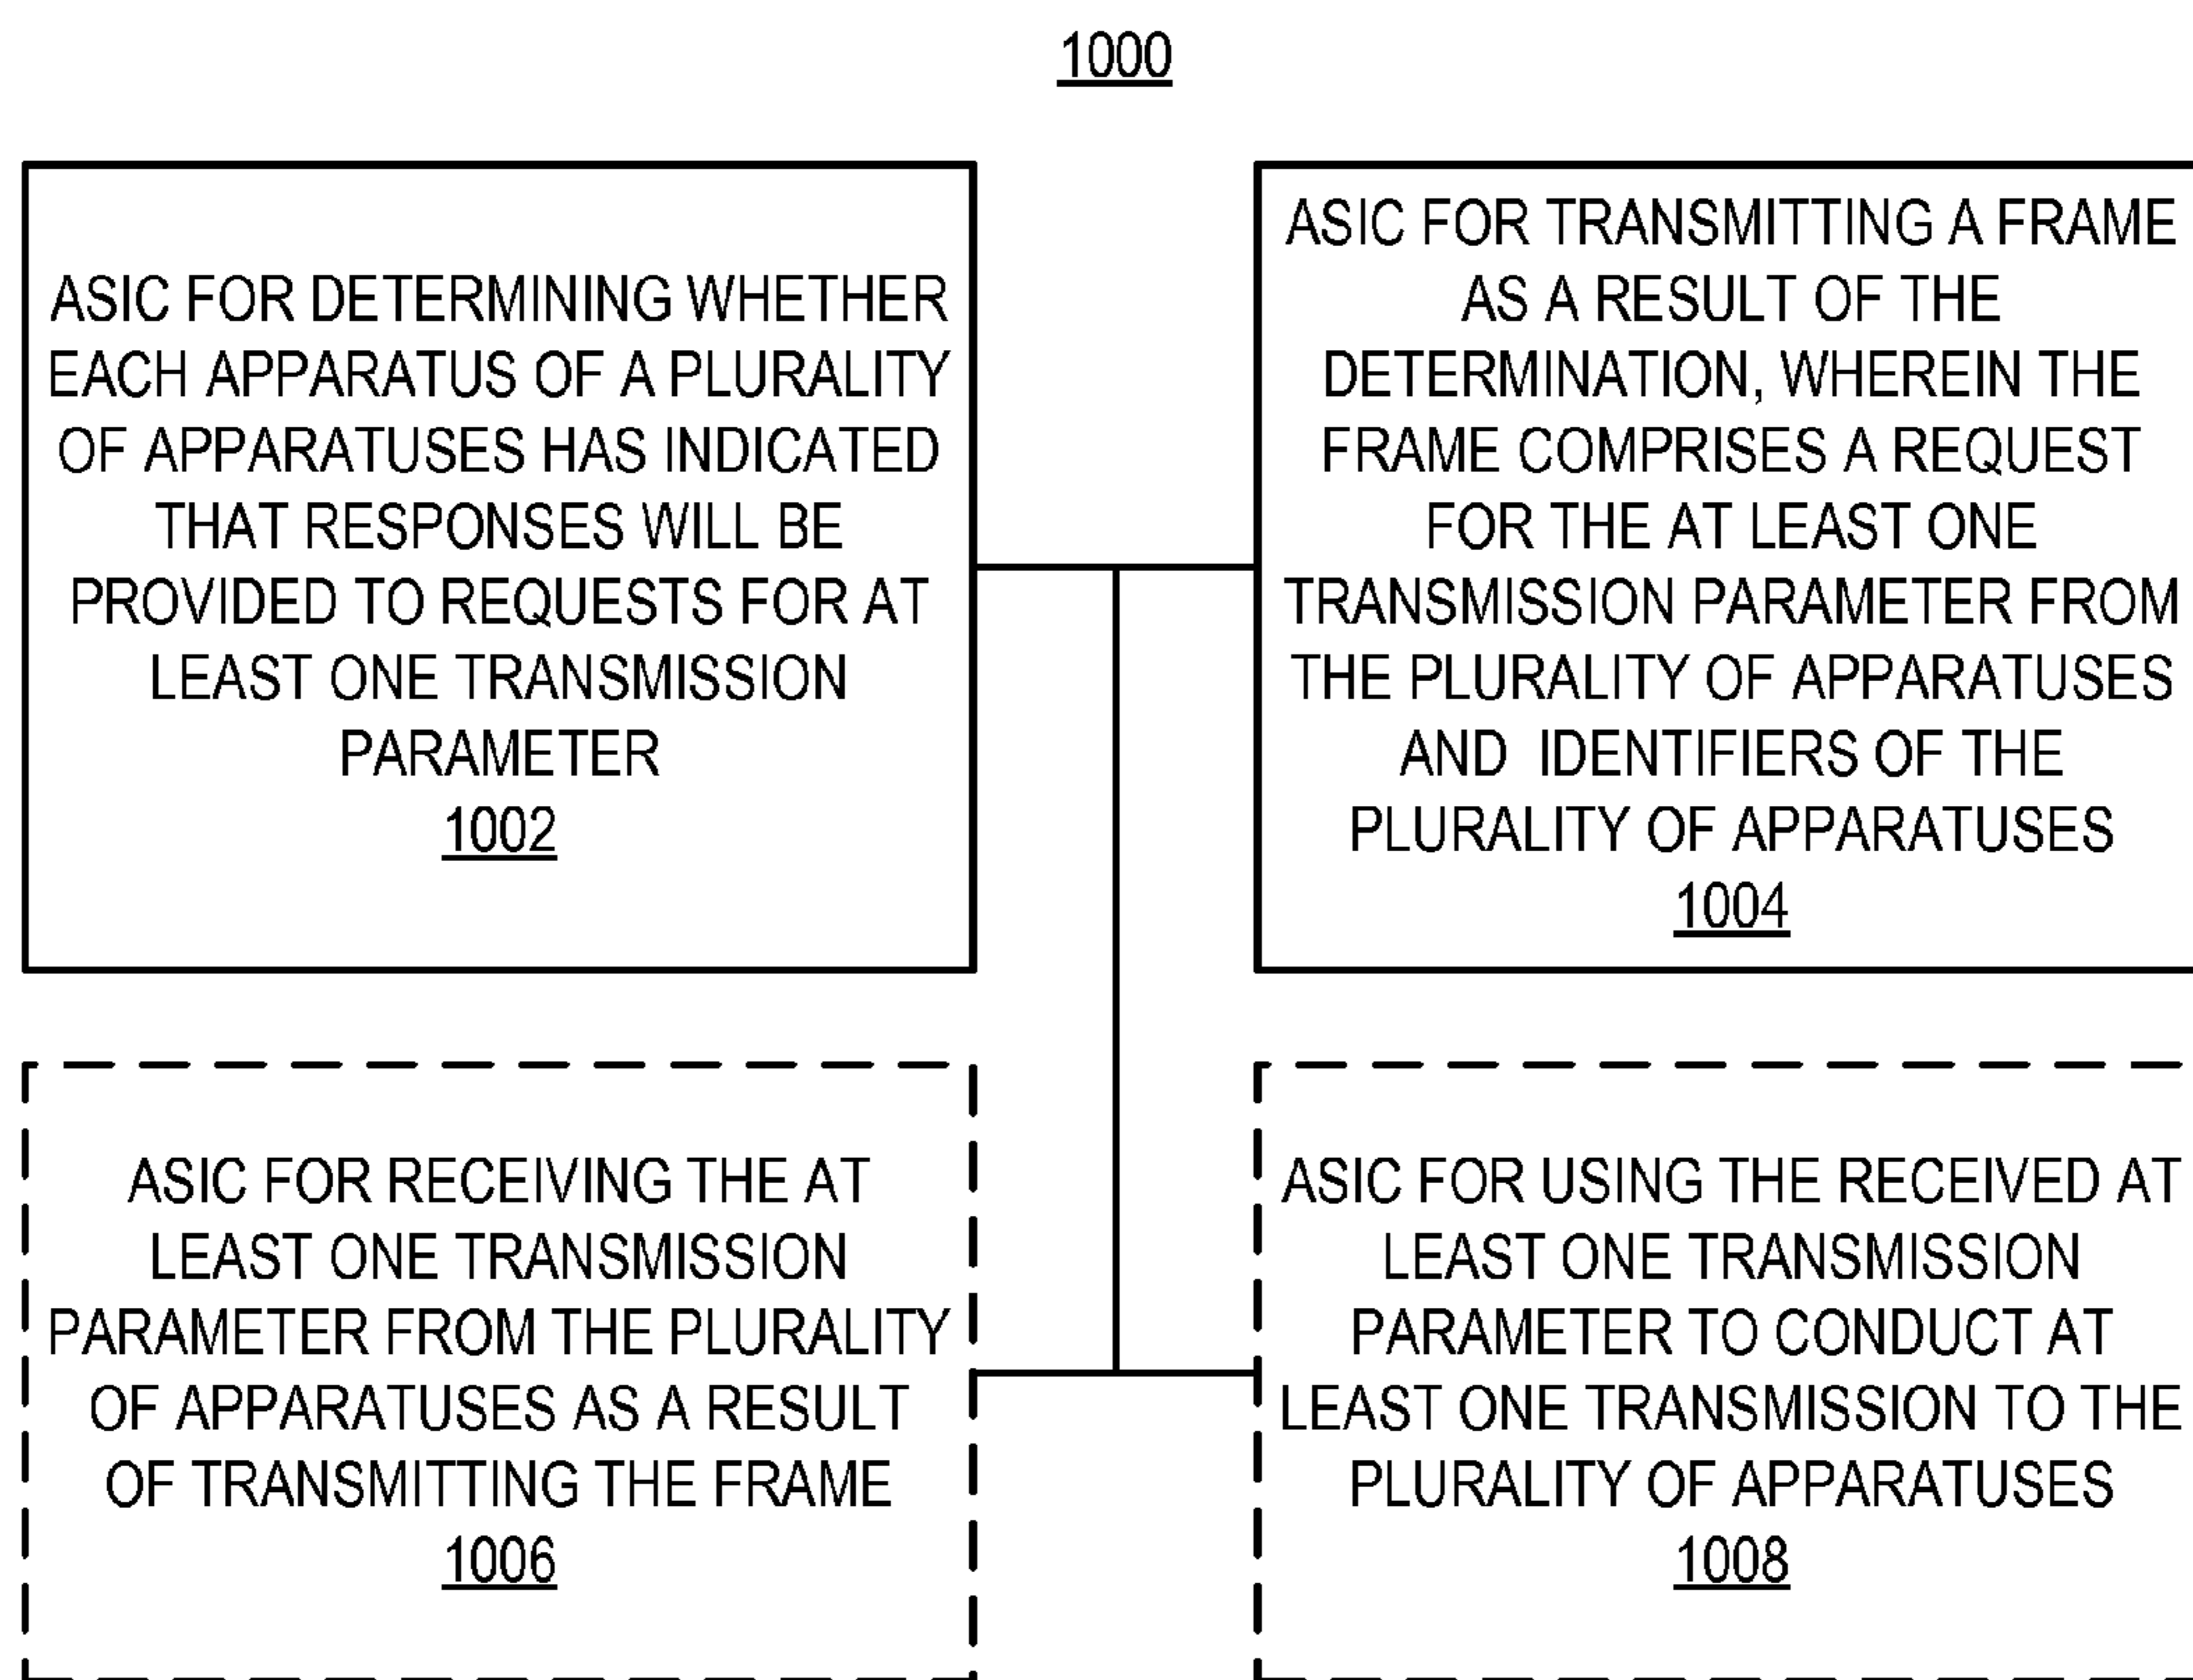 1000
ASIC FOR DETERMINING WHETHER
EACH APPARATUS OF A PLURALITY
OF APPARATUSES HAS INDICATED
THAT RESPONSES WILL BE
PROVIDED TO REQUESTS FOR AT
LEAST ONE TRANSMISSION
PARAMETER
1002
ASIC FOR TRANSMITTING A FRAME
AS A RESULT OF THE
DETERMINATION, WHEREIN THE
FRAME COMPRISES A REQUEST
FOR THE AT LEAST ONE
TRANSMISSION PARAMETER FROM
THE PLURALITY OF APPARATUSES
AND IDENTIFIERS OF THE
PLURALITY OF APPARATUSES
1004
ASIC FOR RECEIVING THE AT
LEAST ONE TRANSMISSION
PARAMETER FROM THE PLURALITY
OF APPARATUSES AS A RESULT
OF TRANSMITTING THE FRAME
1006
ASIC FOR USING THE RECEIVED AT
LEAST ONE TRANSMISSION
PARAMETER TO CONDUCT AT
LEAST ONE TRANSMISSION TO THE
PLURALITY OF APPARATUSES
1008